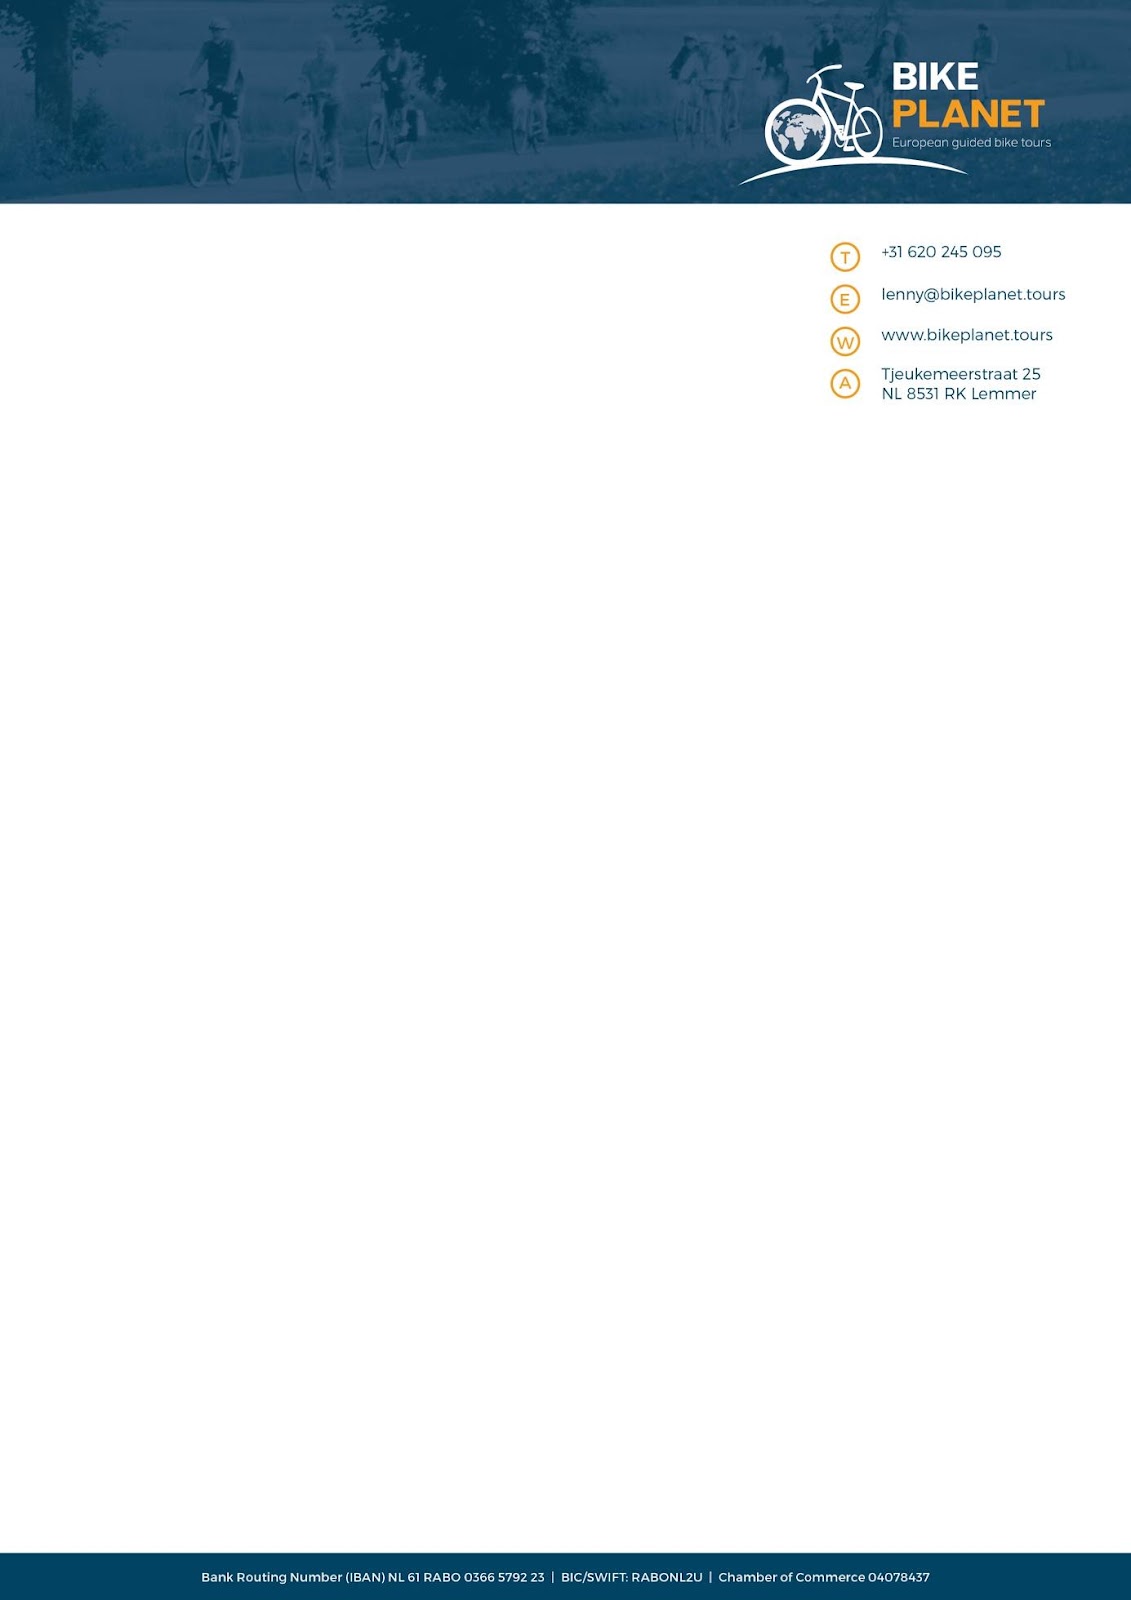 BIKE
PLANET
European guided bike tours
T +31 620 245 095
E lenny@bikeplanet.tours
W www.bikeplanet.tours
A Tjeukemeerstraat 25
NL 8531 RK Lemmer
Bank Routing Number (IBAN) NL 61 RABO 0366 5792 23 | BIC/SWIFT: RABONL2U | Chamber of Commerce 04078437